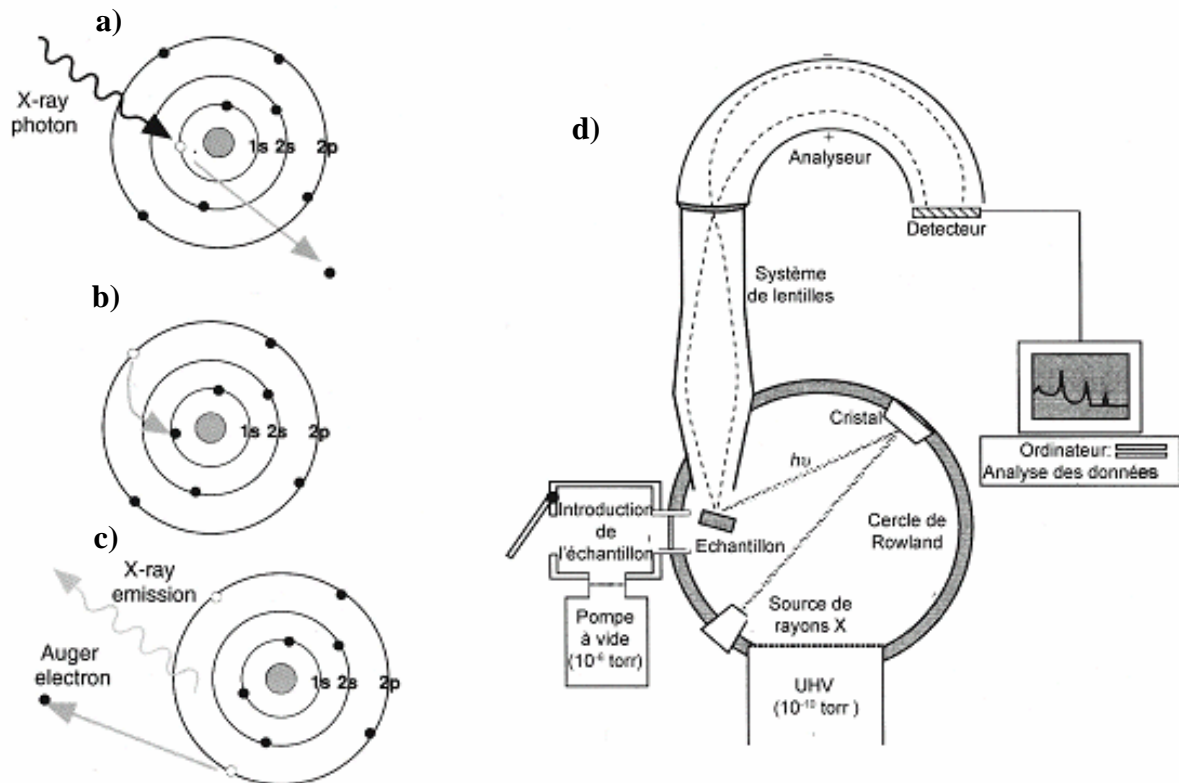 a)
X-ray
photon
1s 2s 2p
b)
1s 2s 2p
c)
X-ray
emission
Auger
electron
1s 2s 2p
d)
−
+
Analyseur
Detecteur
Système
de lentilles
Cristal
hυ
Ordinateur:
Analyse des données
Introduction
de
l'échantillon
Echantillon
Cercle de
Rowland
Source de
rayons X
Pompe
à vide
(10⁻⁶ torr)
UHV
(10⁻¹⁰ torr )